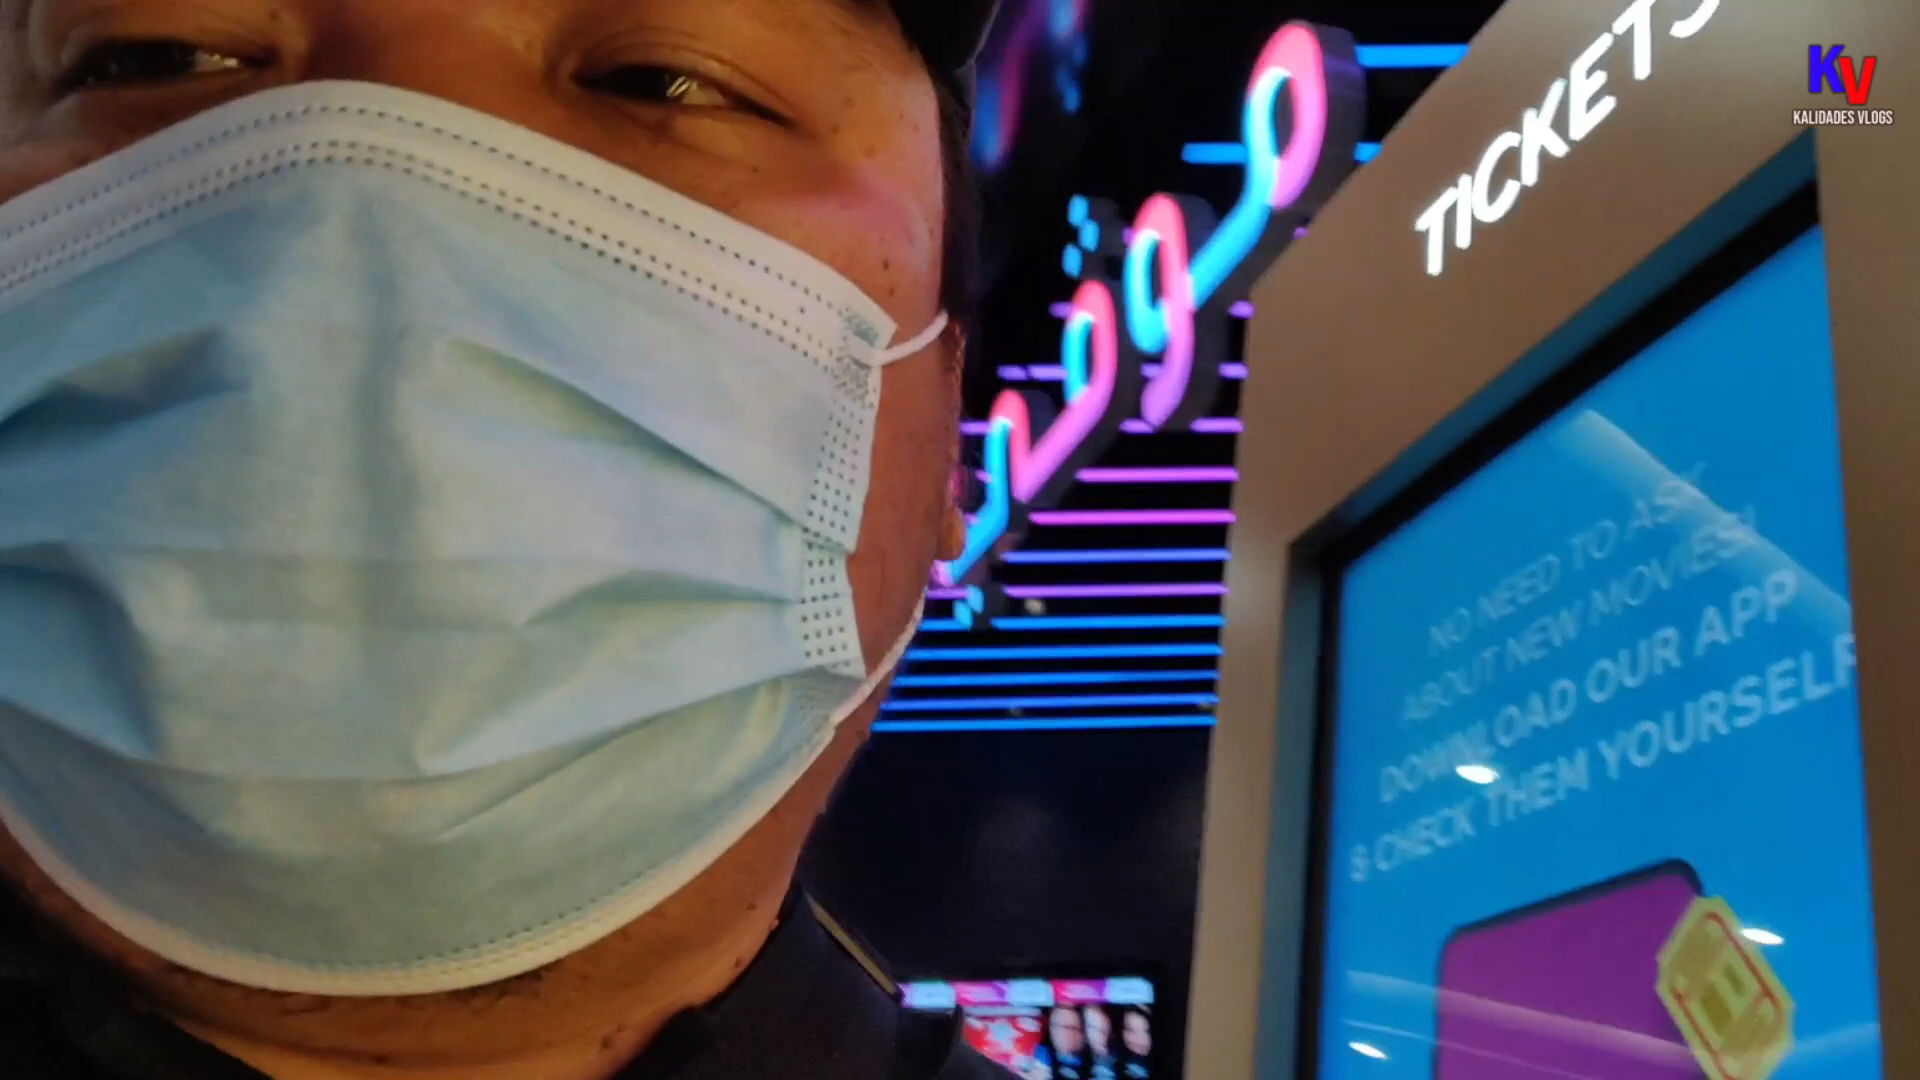 KV
KALIDADES VLOGS
TICKETS
NO NEED TO ASK
ABOUT NEW MOVIES!
DOWNLOAD OUR APP
& CHECK THEM YOURSELF